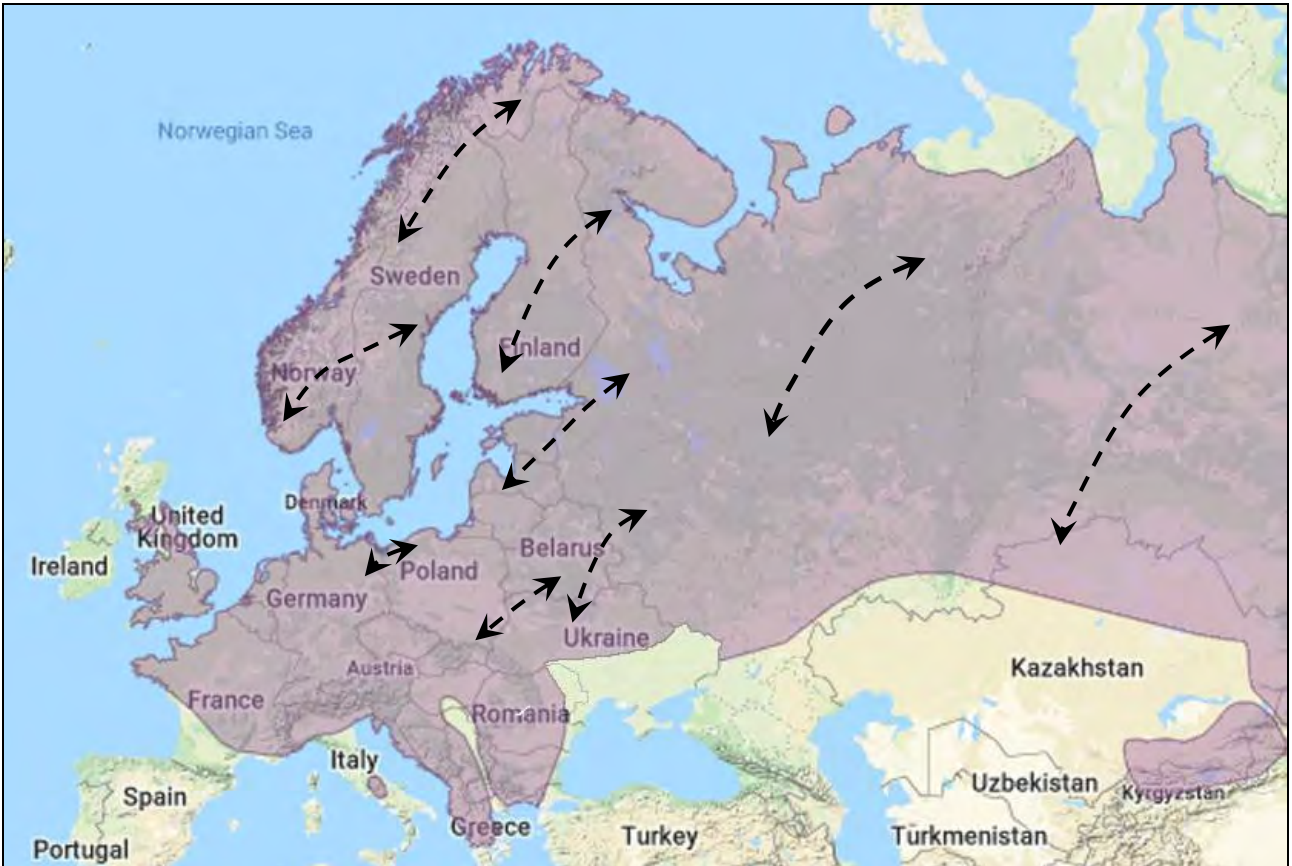 Norwegian Sea
Sweden
Finland
Norway
Denmark
United
Kingdom
Ireland
Belarus
Poland
Germany
Ukraine
Austria
Kazakhstan
France
Romania
Italy
Uzbekistan
Kyrgyzstan
Spain
Greece
Turkey
Turkmenistan
Portugal